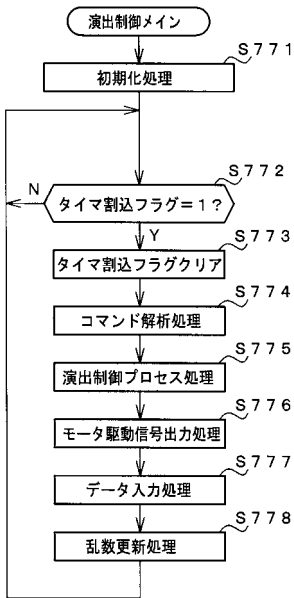 演出制御メイン
S771
初期化処理
S772
N
タイマ割込フラグ=1?
Y
S773
タイマ割込フラグクリア
S774
コマンド解析処理
S775
演出制御プロセス処理
S776
モータ駆動信号出力処理
S777
データ入力処理
S778
乱数更新処理